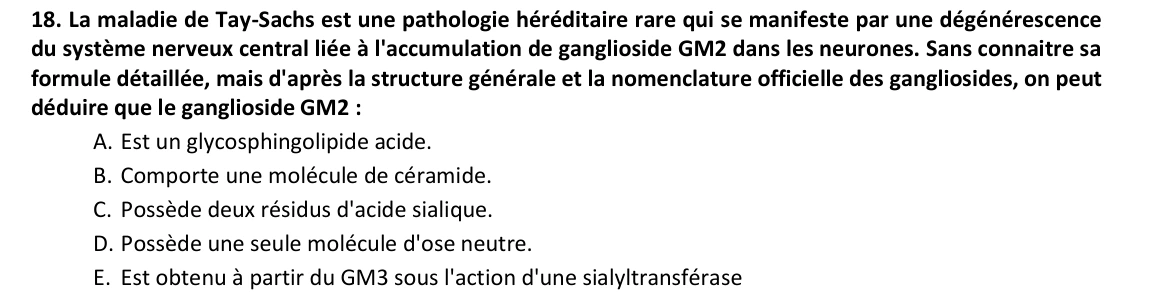 18. La maladie de Tay-Sachs est une pathologie héréditaire rare qui se manifeste par une dégénérescence
du système nerveux central liée à l'accumulation de ganglioside GM2 dans les neurones. Sans connaitre sa
formule détaillée, mais d'après la structure générale et la nomenclature officielle des gangliosides, on peut
déduire que le ganglioside GM2 :
A. Est un glycosphingolipide acide.
B. Comporte une molécule de céramide.
C. Possède deux résidus d'acide sialique.
D. Possède une seule molécule d'ose neutre.
E. Est obtenu à partir du GM3 sous l'action d'une sialyltransférase